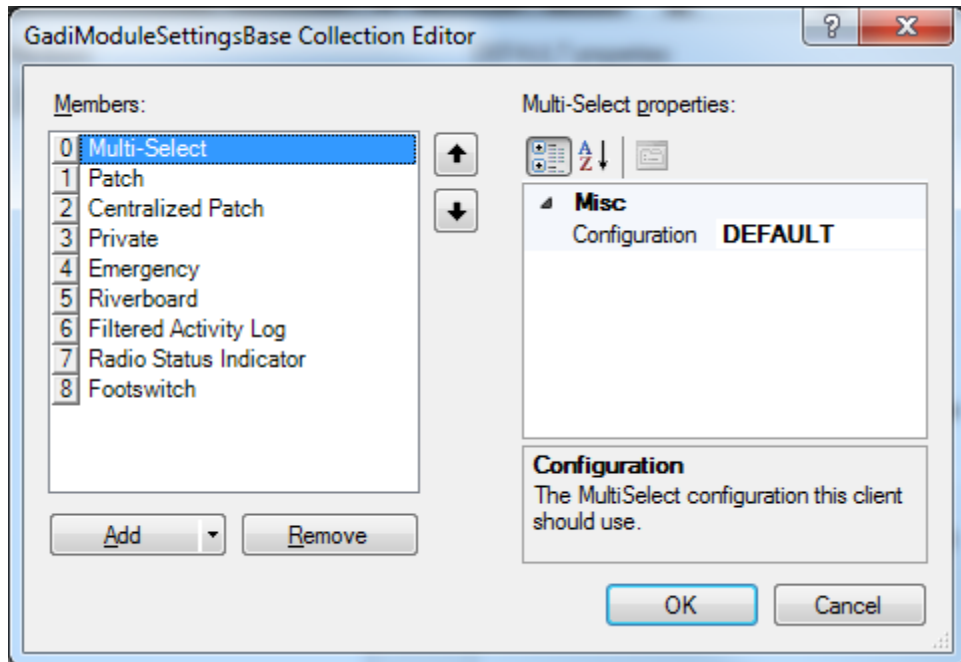 GadiModuleSettingsBase Collection Editor
Members:
Multi-Select properties:
0 Multi-Select
1 Patch
2 Centralized Patch
3 Private
4 Emergency
5 Riverboard
6 Filtered Activity Log
7 Radio Status Indicator
8 Footswitch
A
Z
Misc
Configuration DEFAULT
Configuration
The MultiSelect configuration this client
should use.
Add
Remove
OK
Cancel